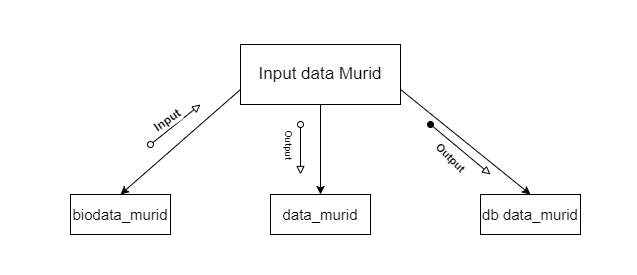 Input data Murid
Input
Output
Output
biodata_murid
data_murid
db data_murid